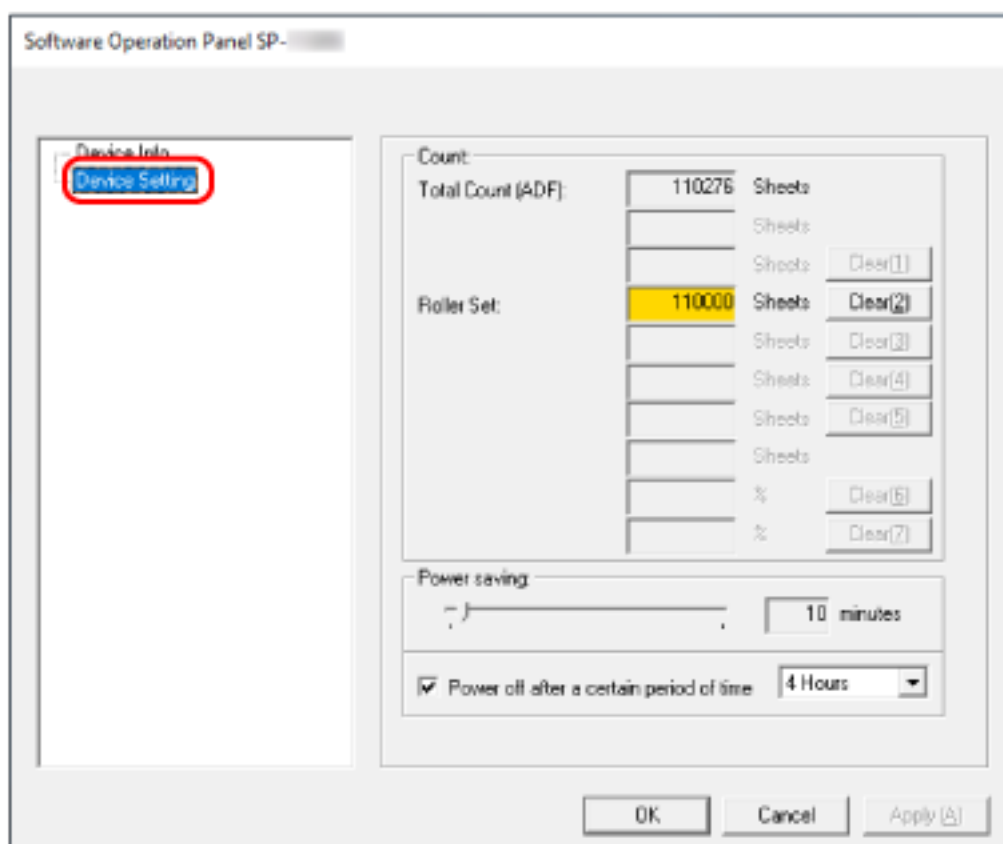 Software Operation Panel SP-
Device Info
Device Setting
Count:
Total Count (ADF): 110276 Sheets
Sheets
Sheets Clear(1)
Roller Set: 110000 Sheets Clear(2)
Sheets Clear(3)
Sheets Clear(4)
Sheets Clear(5)
Sheets
% Clear(6)
% Clear(7)
Power saving:
10 minutes
Power off after a certain period of time 4 Hours
OK Cancel Apply (A)